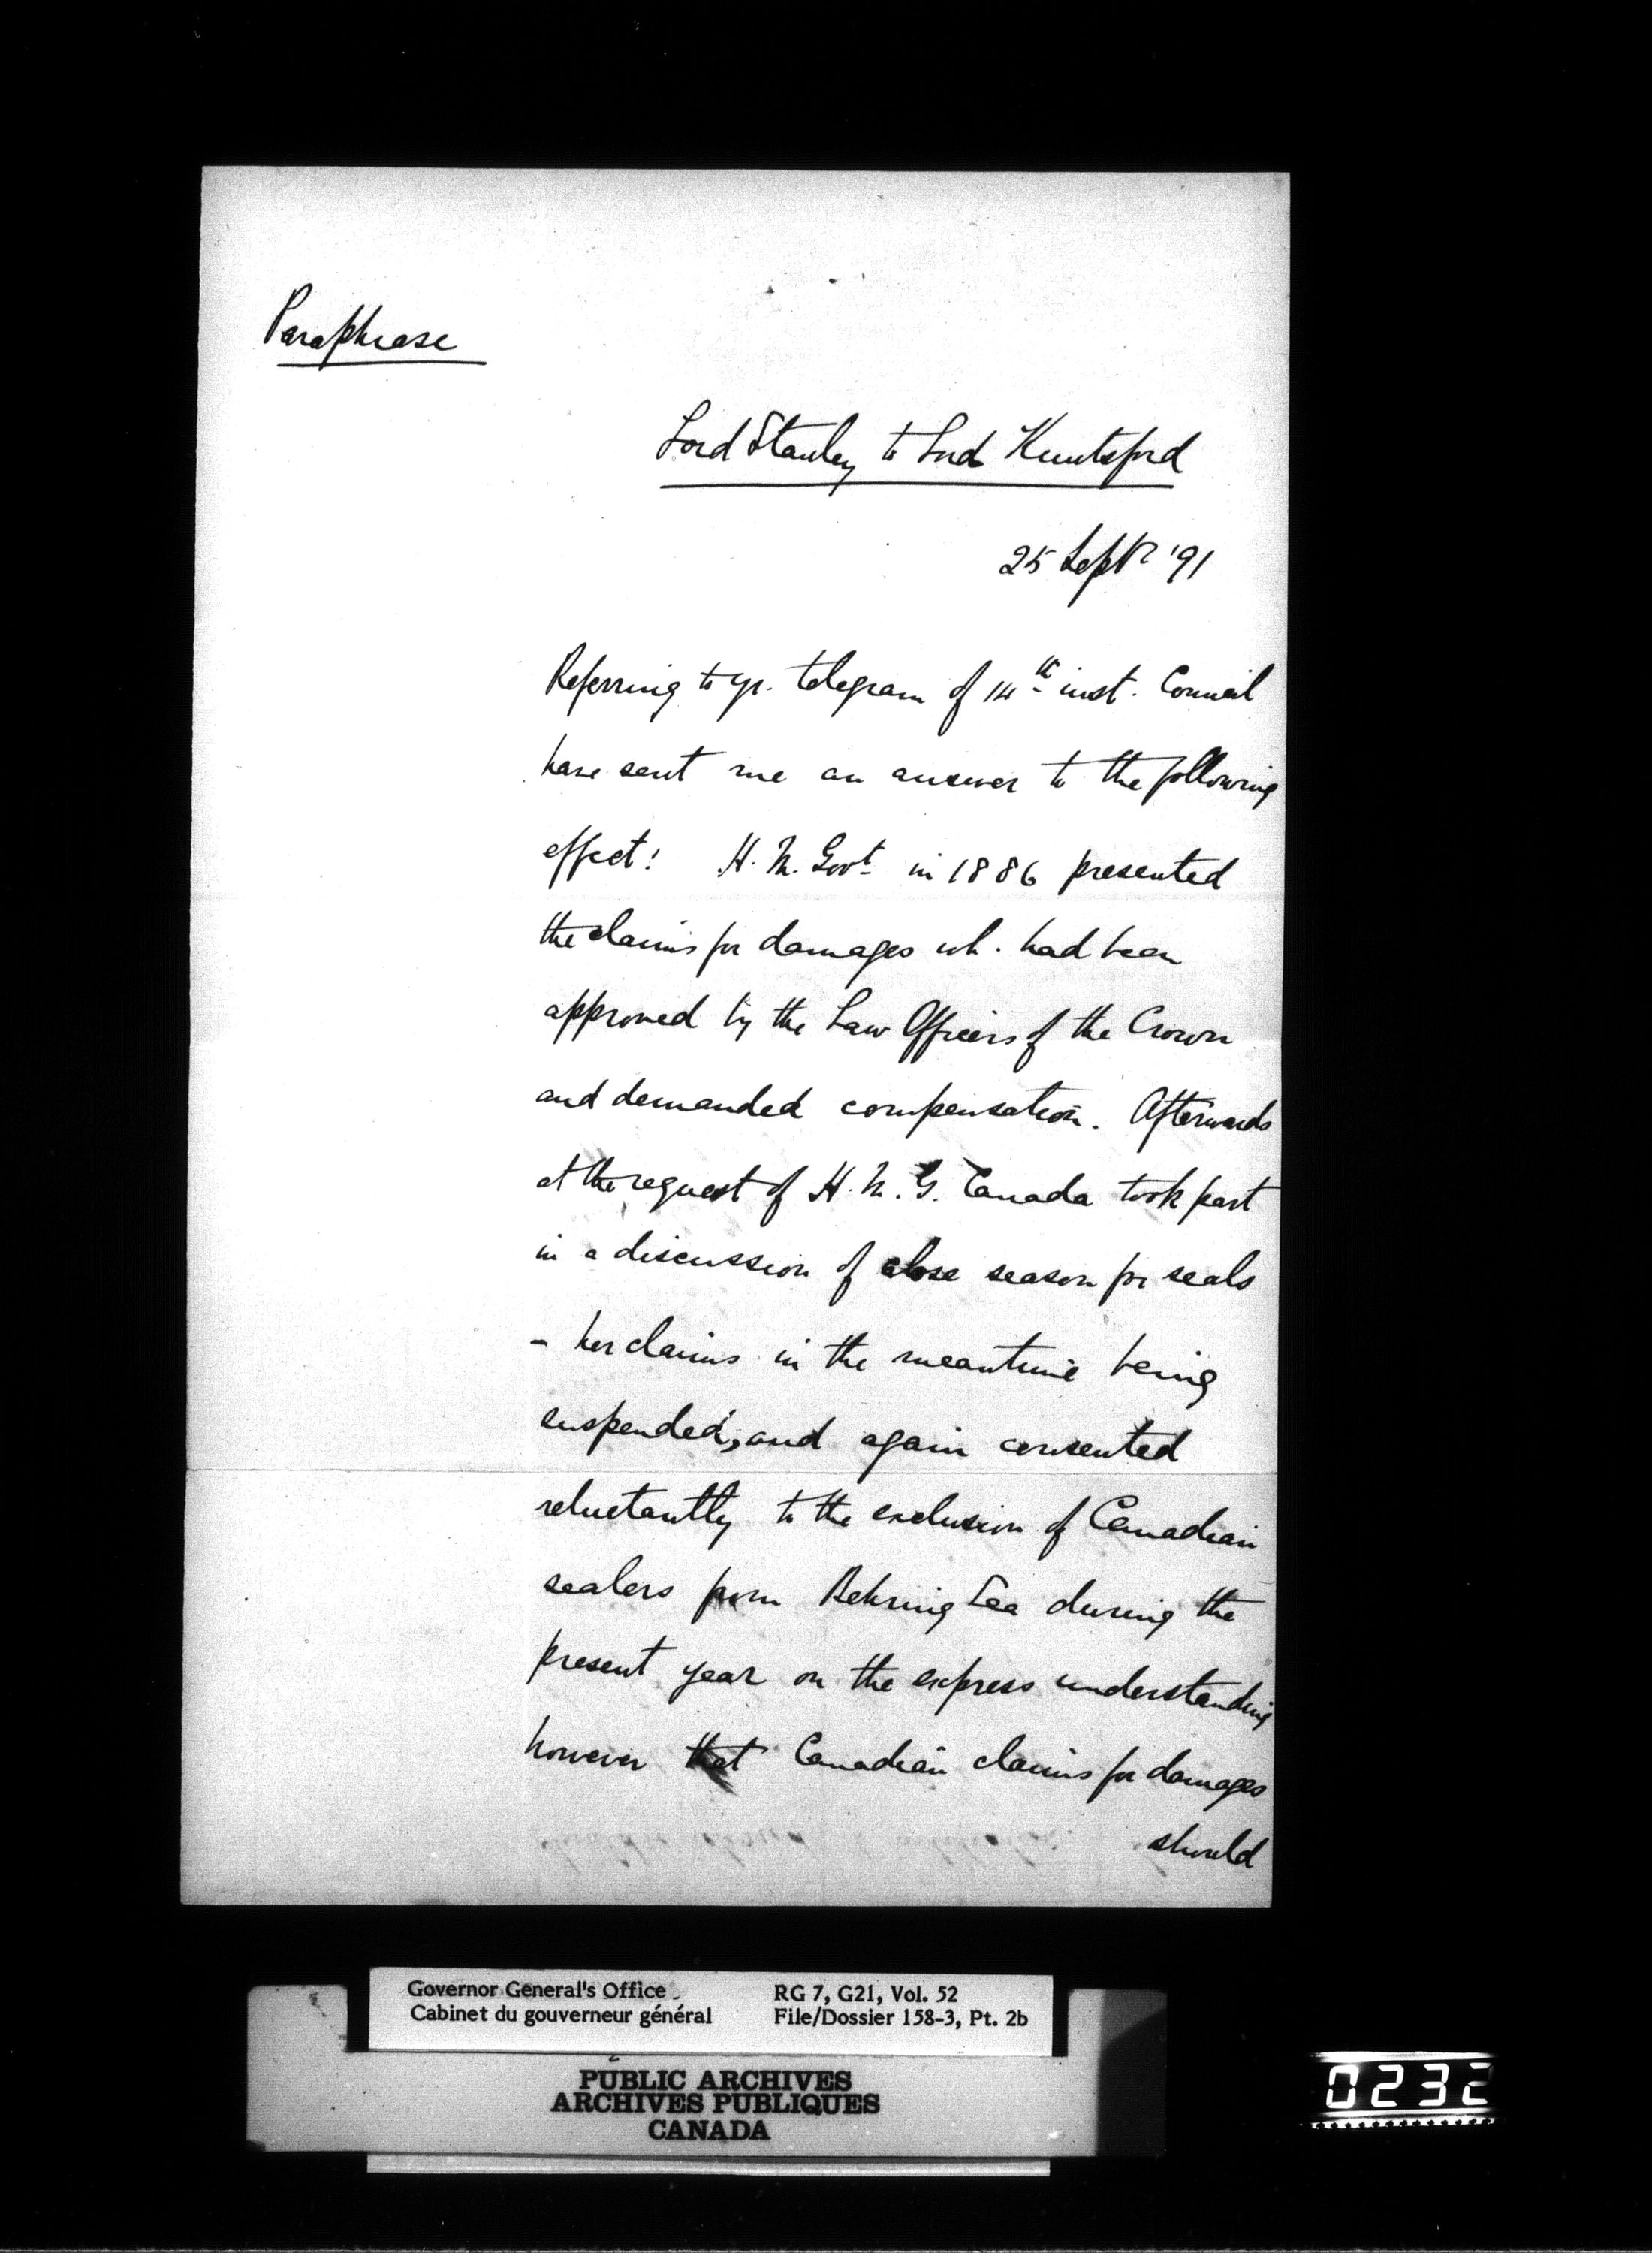 Paraphrase
Lord Stanley to Lord Knutsford
25 Septr '91
Referring to yr. telegram of 14th inst. Council
have sent me an answer to the following
effect: H. M. Govt in 1886 presented
the claims for damages wh. had been
approved by the Law Officers of the Crown
and demanded compensation. Afterwards
at the request of H. M. G. Canada took part
in a discussion of close season for seals
- her claims in the meantime being
suspended, and again consented
reluctantly to the exclusion of Canadian
sealers from Behring Sea during the
present year on the express understanding
however that Canadian claims for damages
should
Governor General's Office RG 7, G21, Vol. 52
Cabinet du gouverneur général File/Dossier 158-3, Pt. 2b
PUBLIC ARCHIVES
ARCHIVES PUBLIQUES
CANADA
0232